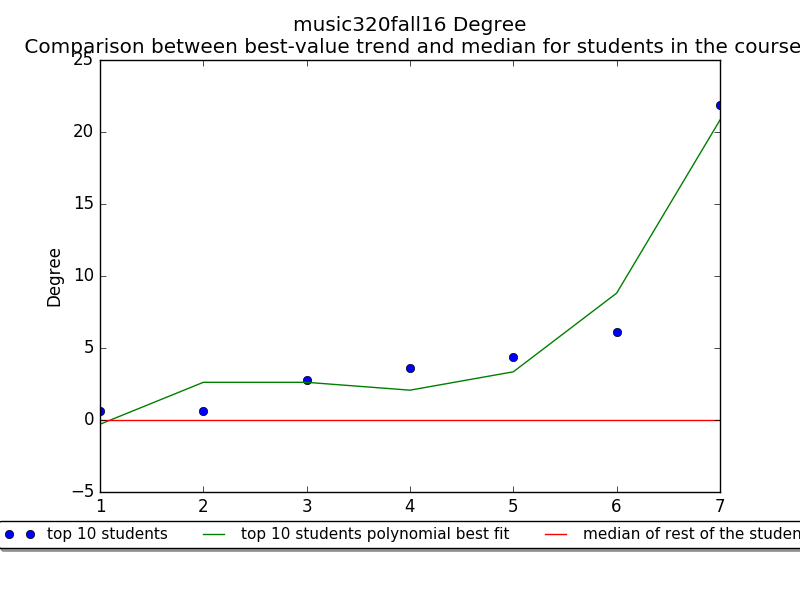 music320fall16 Degree
Comparison between best-value trend and median for students in the course
25
20
15
10
5
0
−5
Degree
1 2 3 4 5 6 7
top 10 students top 10 students polynomial best fit median of rest of the studen